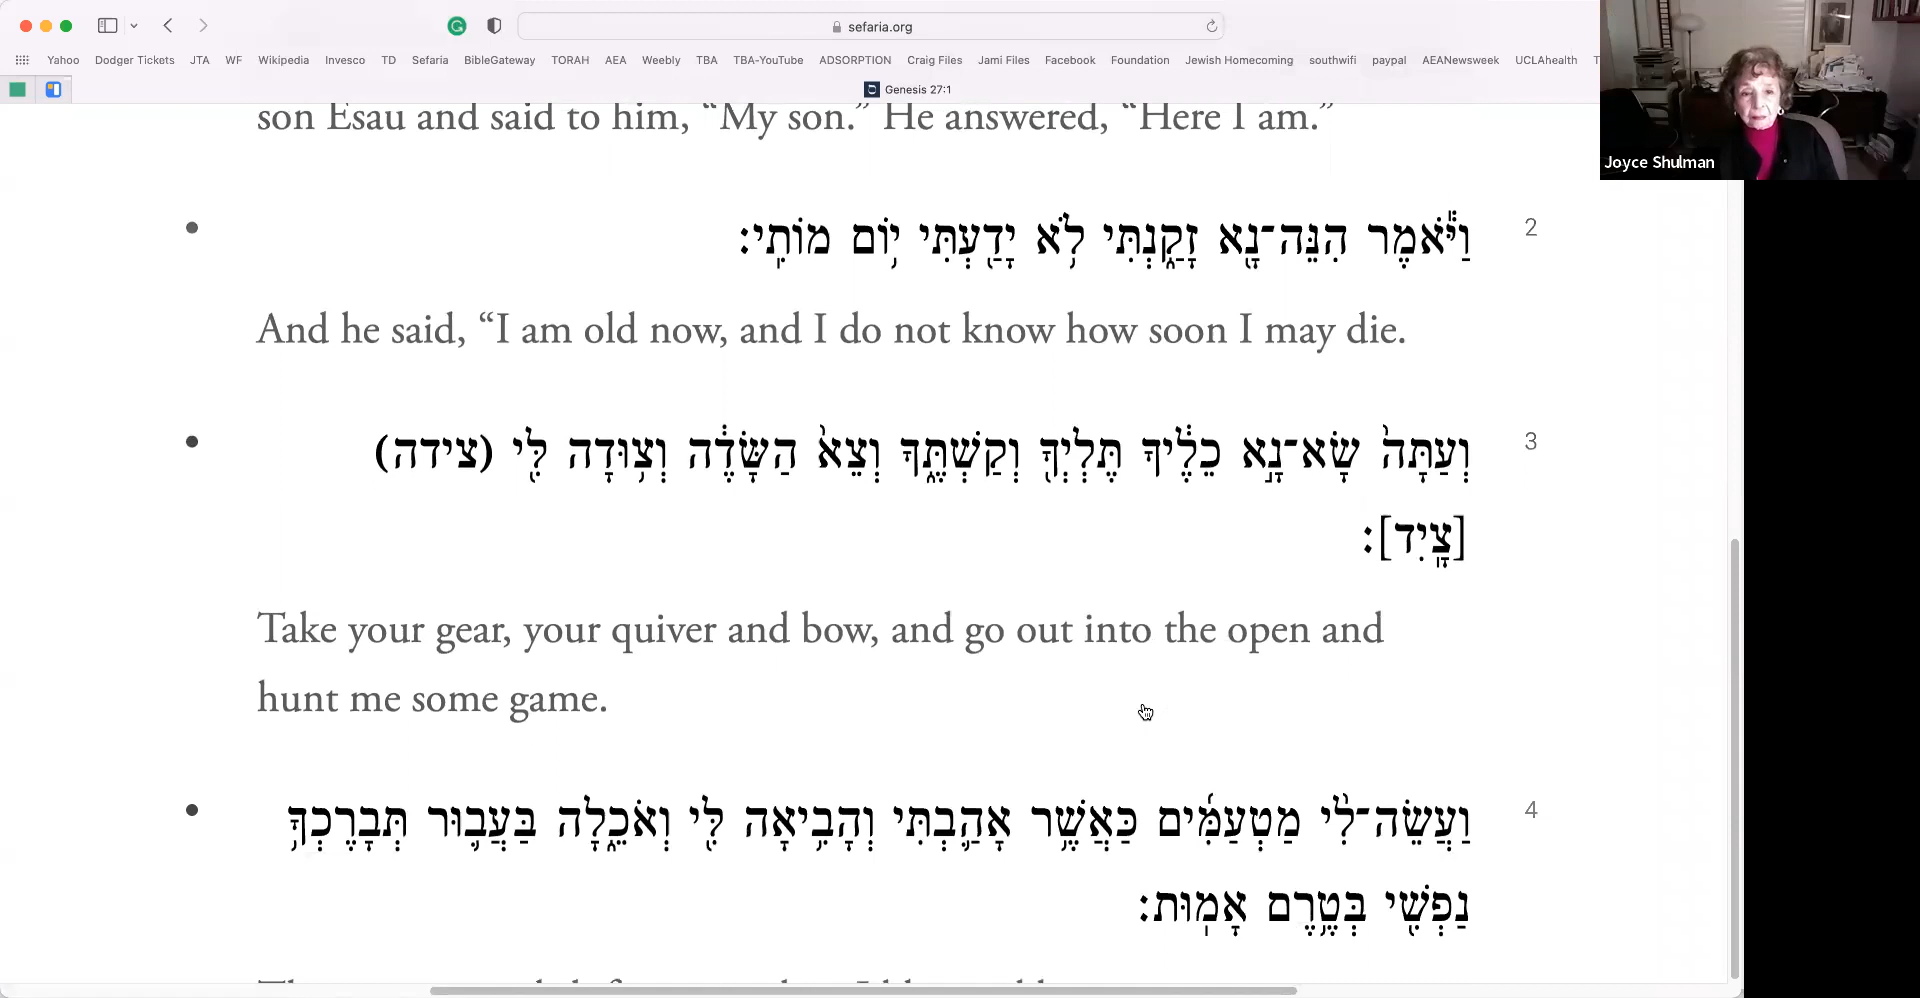 sefaria.org
Yahoo Dodger Tickets JTA WF Wikipedia Invesco TD Sefaria BibleGateway TORAH AEA Weebly TBA TBA-YouTube ADSORPTION Craig Files Jami Files Facebook Foundation Jewish Homecoming southwifi paypal AEANewsweek UCLAhealth
Genesis 27:1
Joyce Shulman
son Esau and said to him, “My son.” He answered, “Here I am.”
2
וַיֹּ֕אמֶר הִנֵּה־נָ֖א זָקַ֑נְתִּי לֹ֥א יָדַ֖עְתִּי י֥וֹם מוֹתִֽי׃
And he said, “I am old now, and I do not know how soon I may die.
3
וְעַתָּה֙ שָׂא־נָ֣א כֵלֶ֔יךָ תֶּלְיְךָ֖ וְקַשְׁתֶּ֑ךָ וְצֵא֙ הַשָּׂדֶ֔ה וְצ֥וּדָה לִּ֖י (צידה)
[צָֽיִד]׃
Take your gear, your quiver and bow, and go out into the open and
hunt me some game.
4
וַעֲשֵׂה־לִ֨י מַטְעַמִּ֜ים כַּאֲשֶׁ֥ר אָהַ֛בְתִּי וְהָבִ֥יאָה לִּ֖י וְאֹכֵ֑לָה בַּעֲב֛וּר תְּבָרֶכְךָ֥
נַפְשִׁ֖י בְּטֶ֥רֶם אָמֽוּת׃